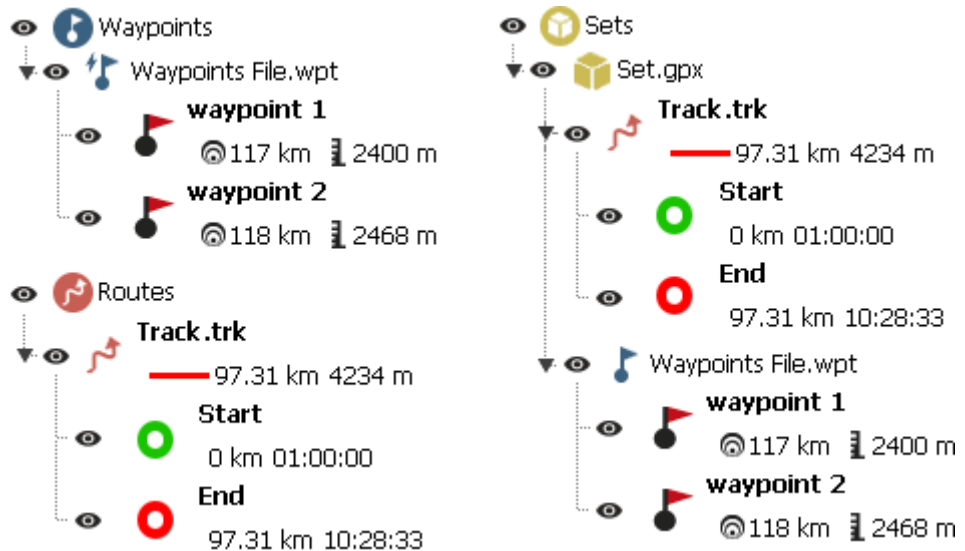 Waypoints
Waypoints File.wpt
waypoint 1
117 km 2400 m
waypoint 2
118 km 2468 m
Routes
Track.trk
97.31 km 4234 m
Start
0 km 01:00:00
End
97.31 km 10:28:33
Sets
Set.gpx
Track.trk
97.31 km 4234 m
Start
0 km 01:00:00
End
97.31 km 10:28:33
Waypoints File.wpt
waypoint 1
117 km 2400 m
waypoint 2
118 km 2468 m